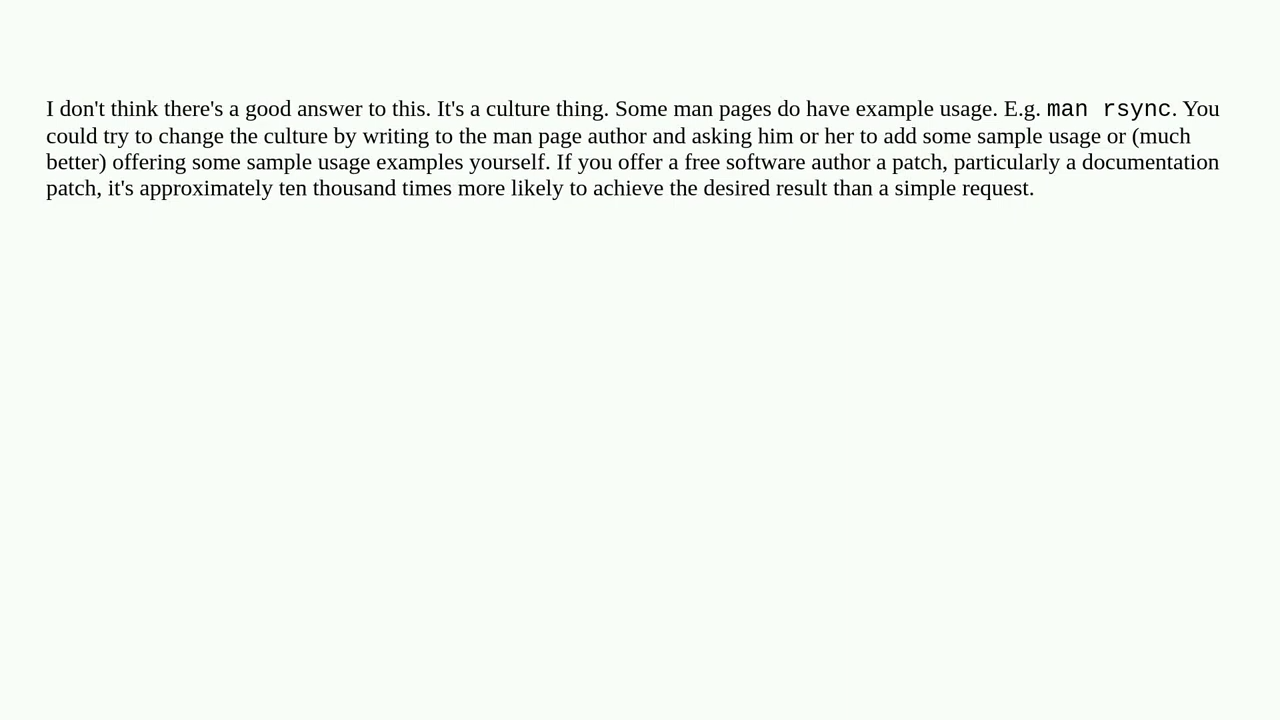 I don't think there's a good answer to this. It's a culture thing. Some man pages do have example usage. E.g. man rsync. You
could try to change the culture by writing to the man page author and asking him or her to add some sample usage or (much
better) offering some sample usage examples yourself. If you offer a free software author a patch, particularly a documentation
patch, it's approximately ten thousand times more likely to achieve the desired result than a simple request.